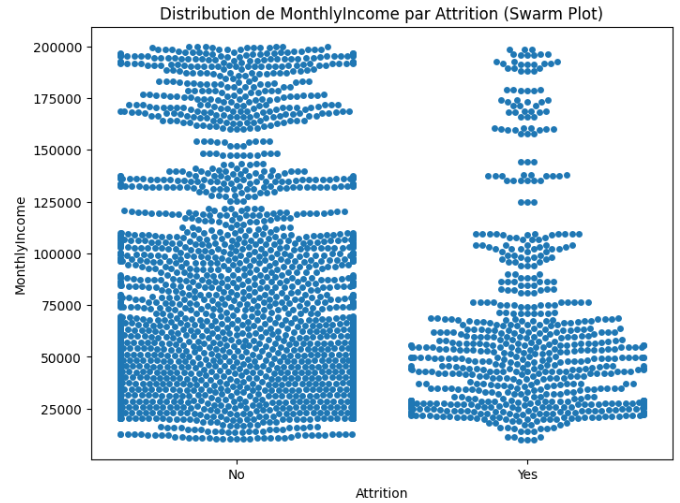 Distribution de MonthlyIncome par Attrition (Swarm Plot)
200000
175000
150000
125000
100000
75000
50000
25000
MonthlyIncome
No
Yes
Attrition